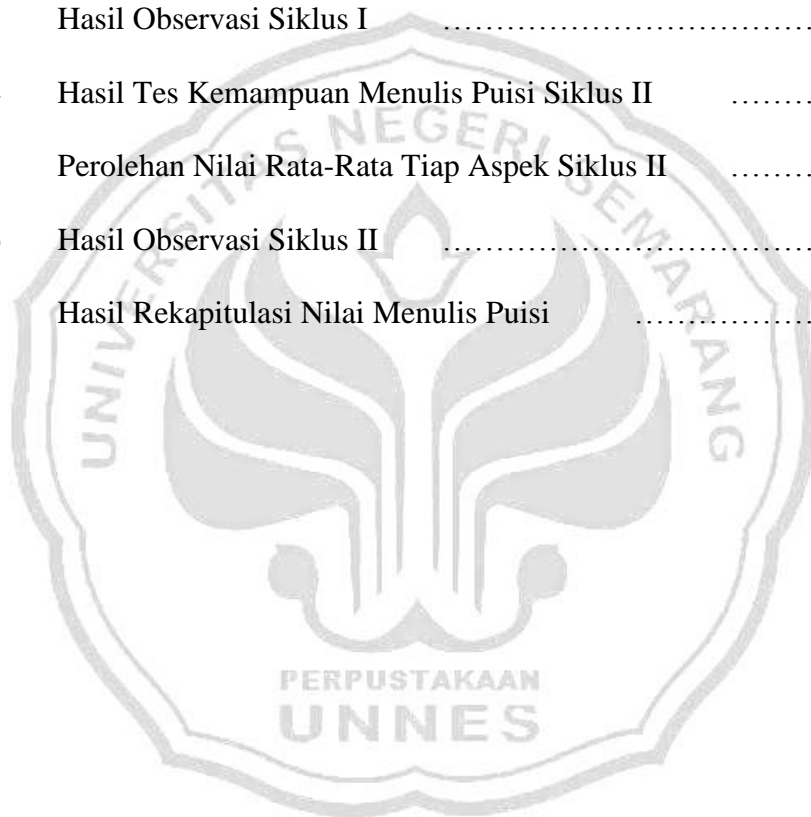 Hasil Observasi Siklus I ......................................
Hasil Tes Kemampuan Menulis Puisi Siklus II ........
Perolehan Nilai Rata-Rata Tiap Aspek Siklus II ........
Hasil Observasi Siklus II ......................................
Hasil Rekapitulasi Nilai Menulis Puisi ..................
UNIVERSITAS NEGERI SEMARANG
PERPUSTAKAAN
UNNES